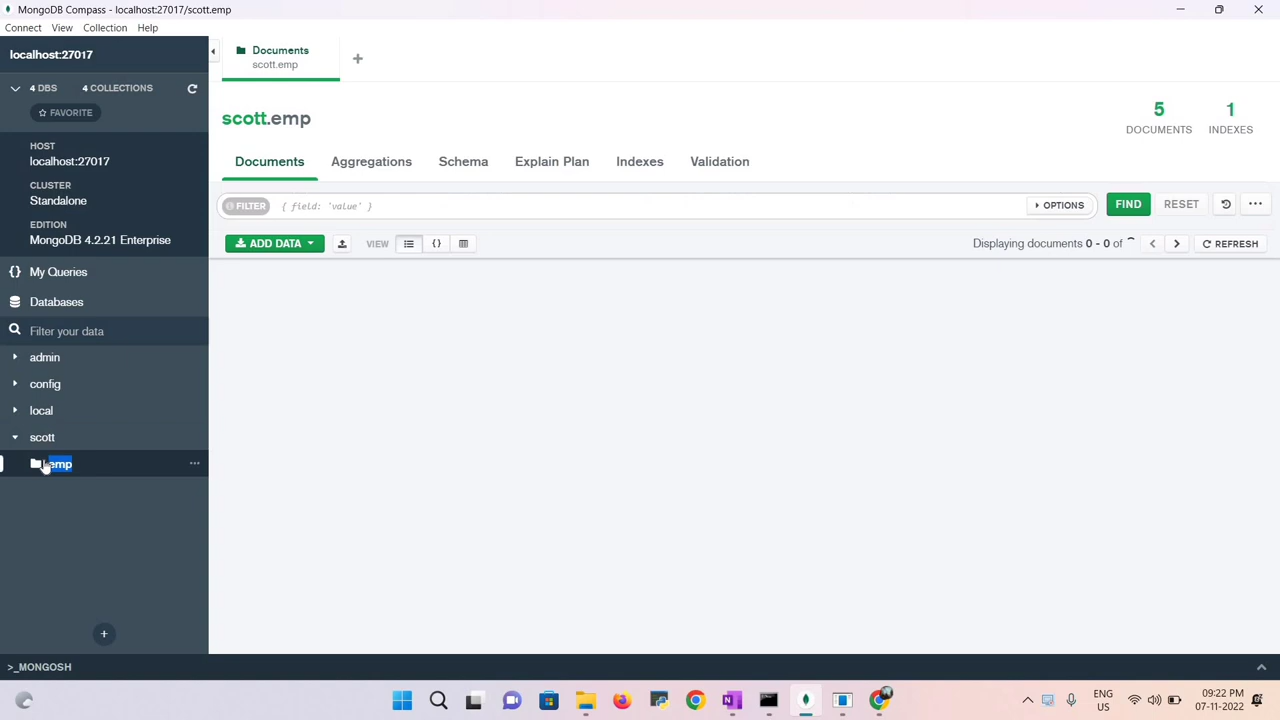 MongoDB Compass - localhost:27017/scott.emp
Connect View Collection Help
localhost:27017
4 DBS 4 COLLECTIONS
FAVORITE
HOST
localhost:27017
CLUSTER
Standalone
EDITION
MongoDB 4.2.21 Enterprise
{} My Queries
Databases
Filter your data
admin
config
local
scott
emp
>_MONGOSH
Documents
scott.emp
scott.emp
5
DOCUMENTS
1
INDEXES
Documents Aggregations Schema Explain Plan Indexes Validation
FILTER { field: 'value' } OPTIONS FIND RESET
ADD DATA VIEW {} Displaying documents 0 - 0 of REFRESH
ENG
US
09:22 PM
07-11-2022